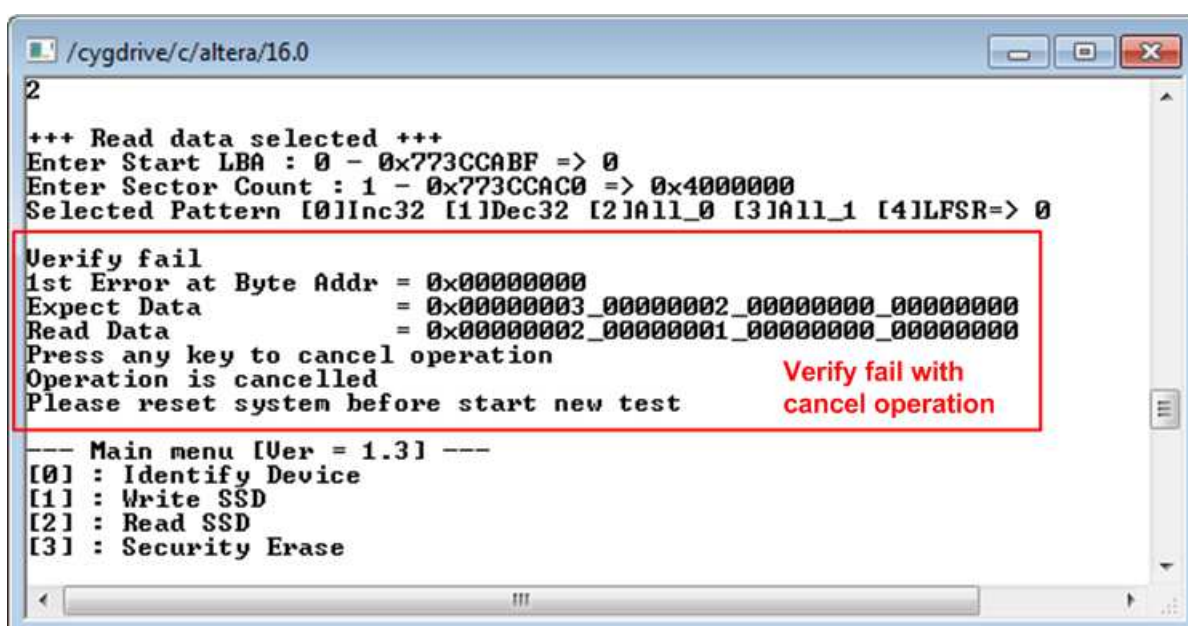 /cygdrive/c/altera/16.0
2
+++ Read data selected +++
Enter Start LBA : 0 - 0x773CCABF => 0
Enter Sector Count : 1 - 0x773CCAC0 => 0x4000000
Selected Pattern [0]Inc32 [1]Dec32 [2]All_0 [3]All_1 [4]LFSR=> 0
Verify fail
1st Error at Byte Addr = 0x00000000
Expect Data = 0x00000003_00000002_00000000_00000000
Read Data = 0x00000002_00000001_00000000_00000000
Press any key to cancel operation
Operation is cancelled
Please reset system before start new test
Verify fail with
cancel operation
--- Main menu [Ver = 1.3] ---
[0] : Identify Device
[1] : Write SSD
[2] : Read SSD
[3] : Security Erase